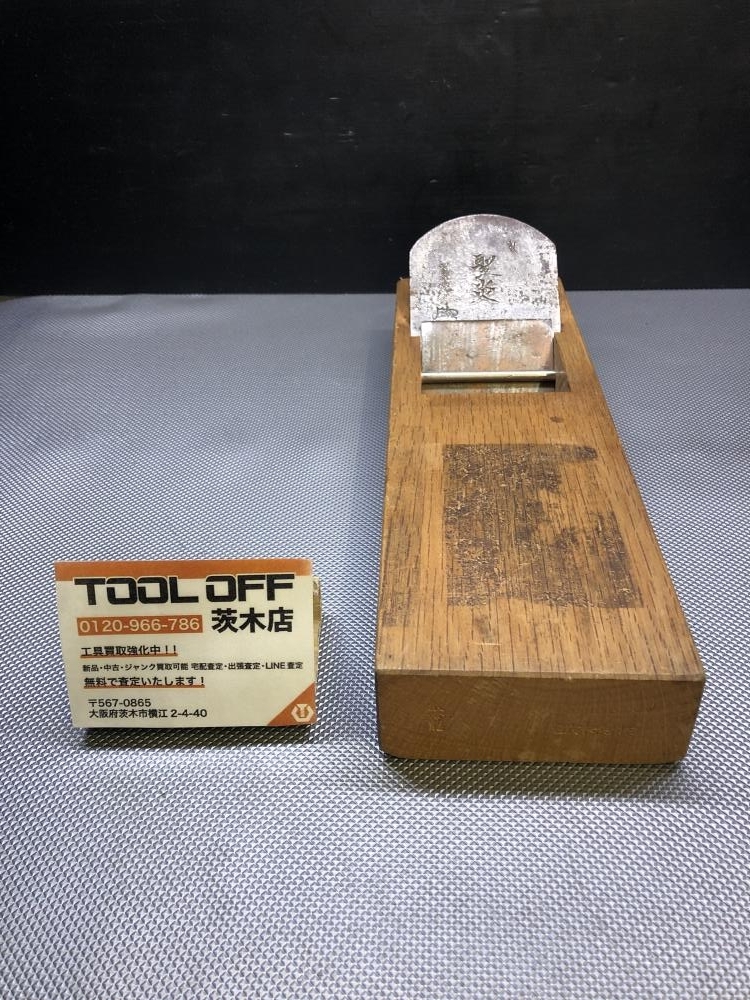 TOOL OFF
0120-966-786 茨木店
工具買取強化中！！
新品・中古・ジャンク買取可能 宅配査定・出張査定・LINE査定
無料で査定いたします！
〒567-0865
大阪府茨木市横江 2-4-40